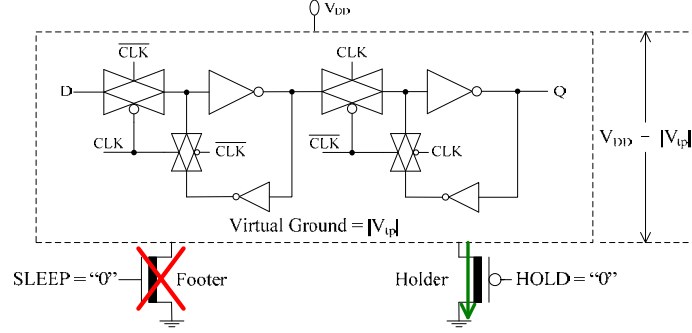 V_DD
CLK̅
CLK
D
Q
CLK
CLK̅
CLK̅
CLK
V_DD – |V_tp|
Virtual Ground = |V_tp|
SLEEP = “0”
Footer
Holder
HOLD = “0”